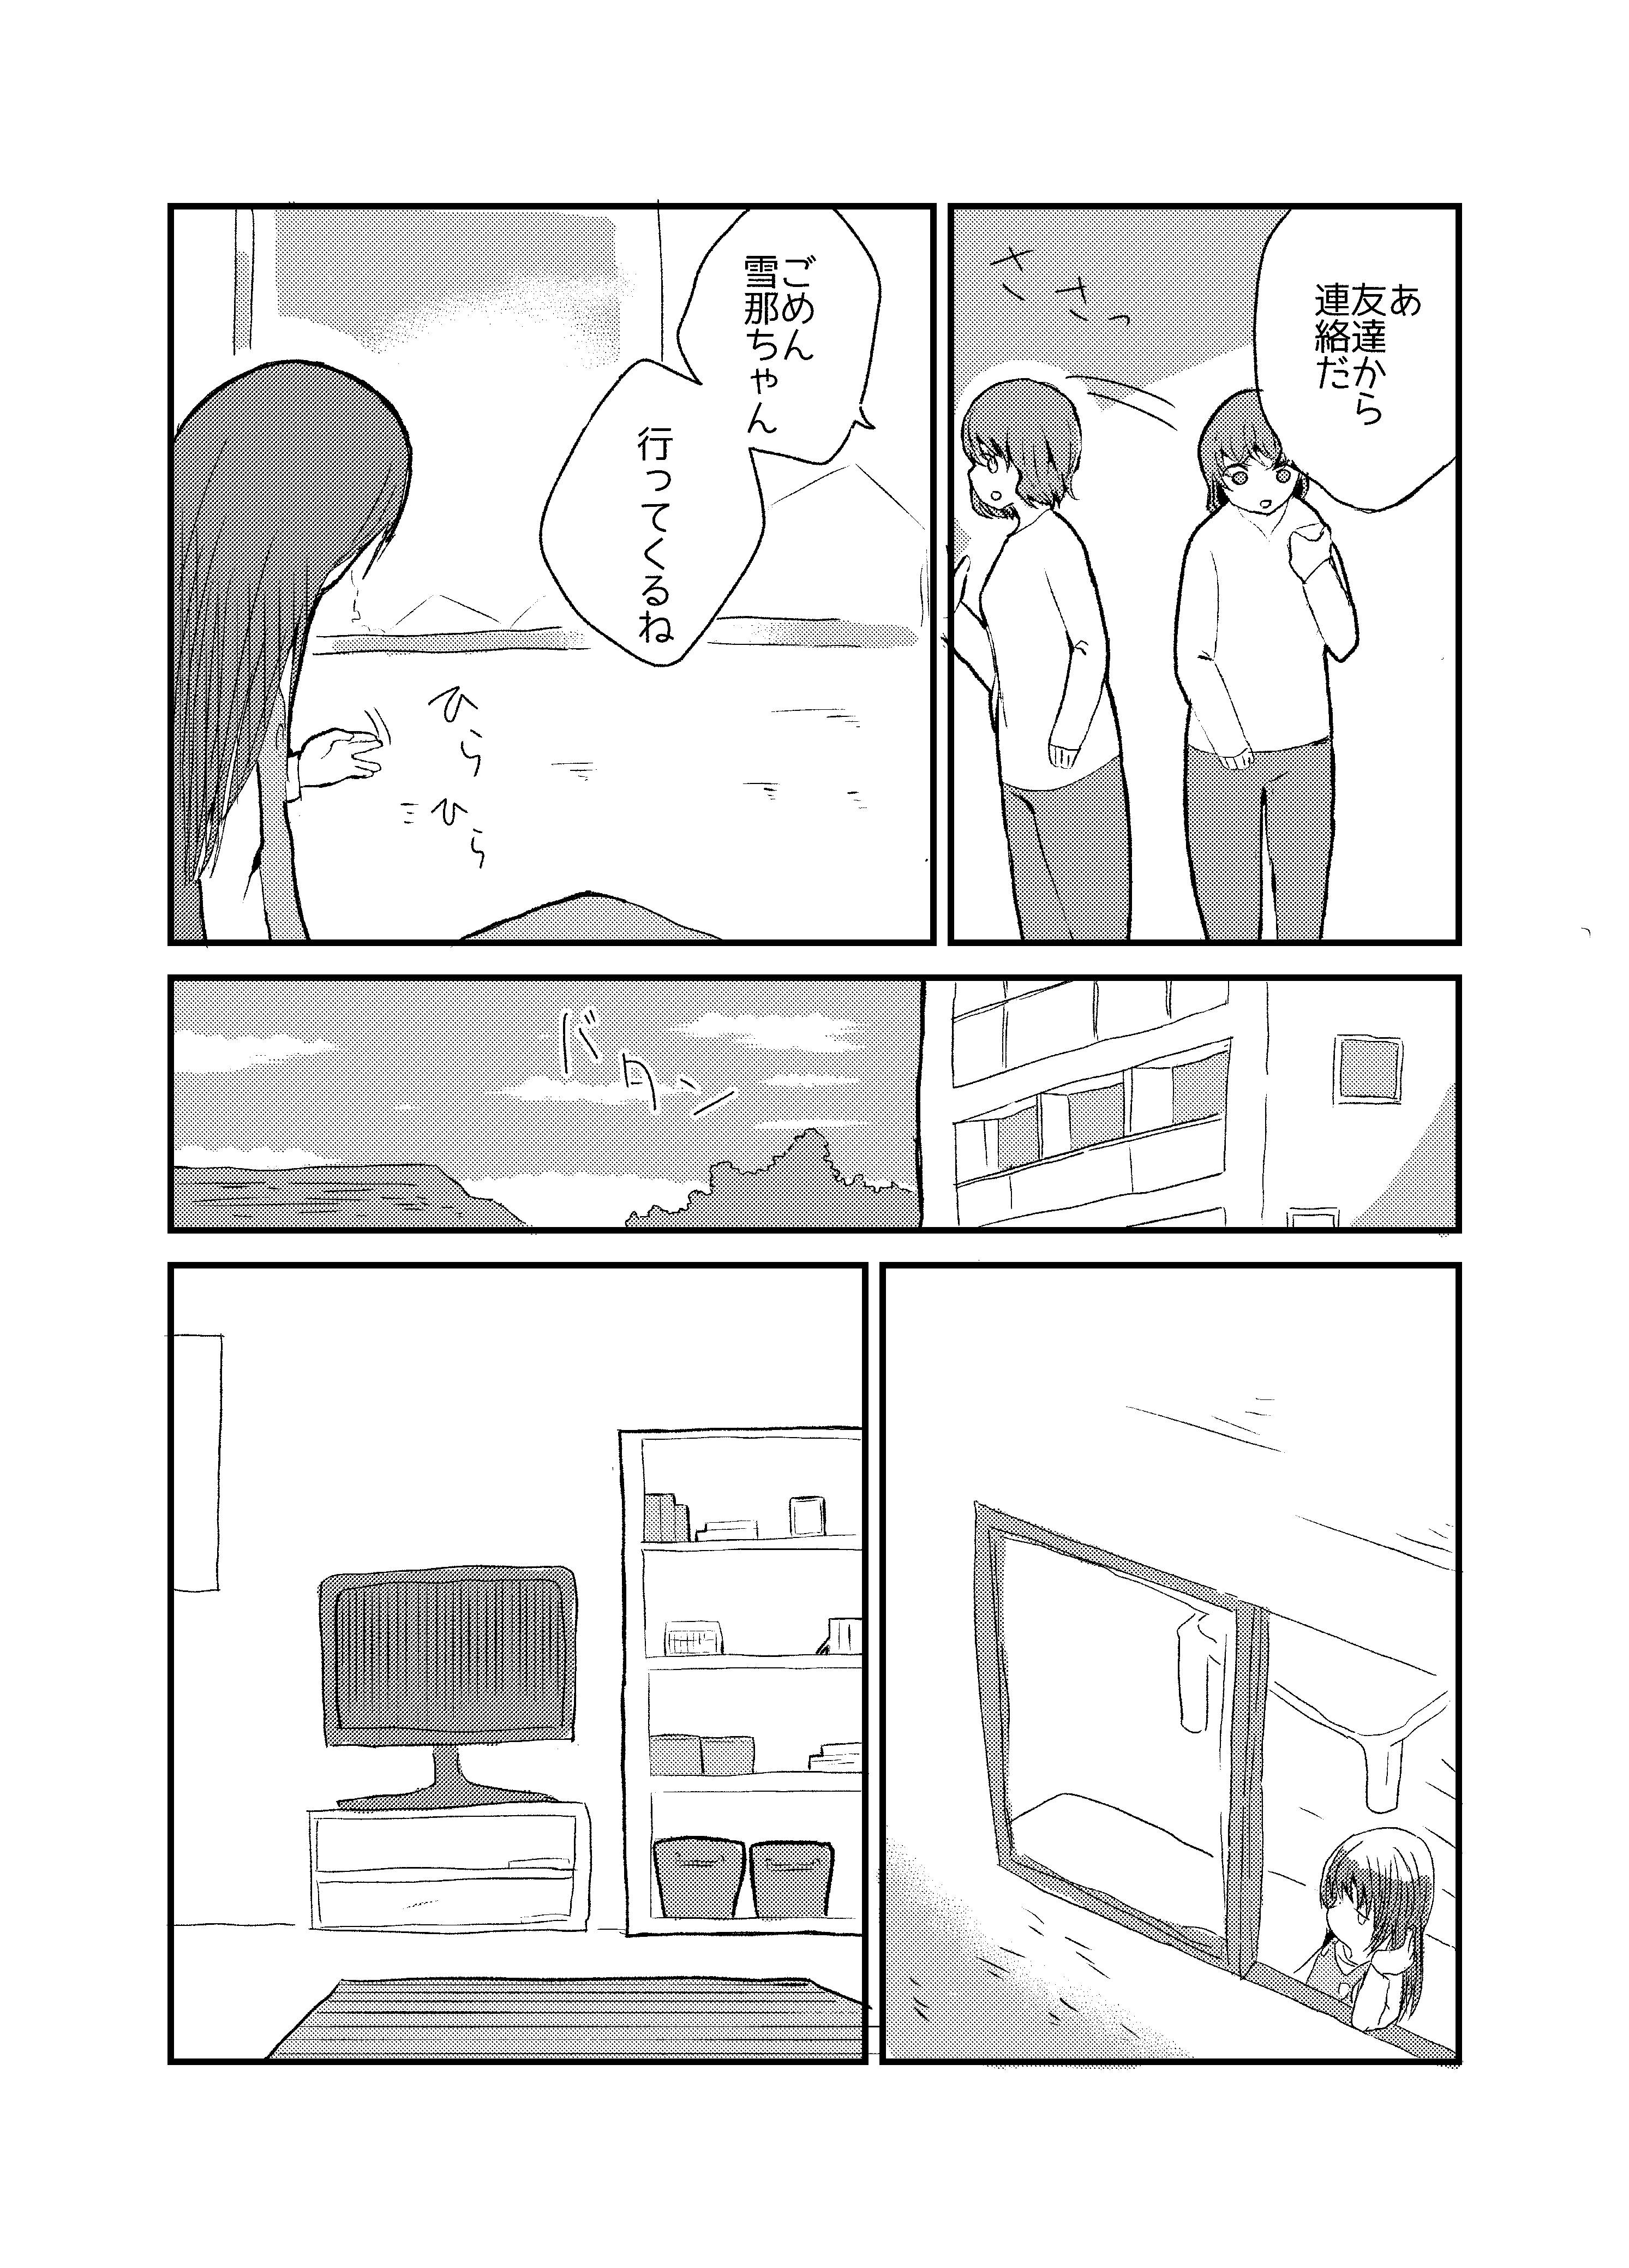 あ
友達から
連絡だ
ささっ
ごめん
雪那ちゃん
行ってくるね
ひら
ひら
バタン